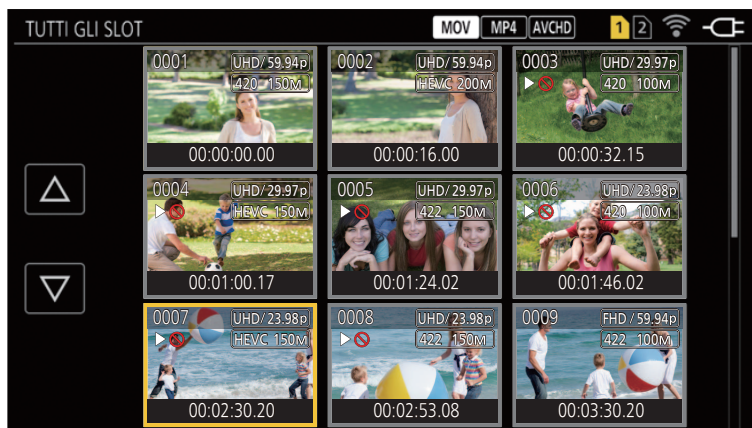 TUTTI GLI SLOT MOV MP4 AVCHD 1 2
0001 UHD/59.94p
420 150M
00:00:00.00
0002 UHD/59.94p
HEVC 200M
00:00:16.00
0003 UHD/29.97p
420 100M
00:00:32.15
0004 UHD/29.97p
HEVC 150M
00:01:00.17
0005 UHD/29.97p
422 150M
00:01:24.02
0006 UHD/23.98p
420 100M
00:01:46.02
0007 UHD/23.98p
HEVC 150M
00:02:30.20
0008 UHD/23.98p
422 150M
00:02:53.08
0009 FHD/59.94p
422 100M
00:03:30.20